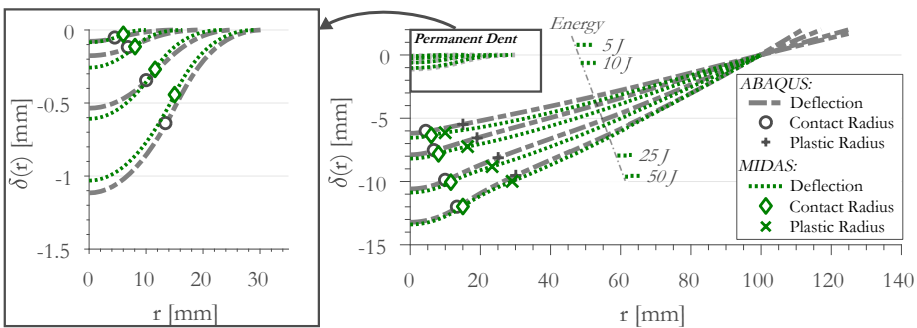 0
-0.5
-1
-1.5
0
10
20
30
δ(r) [mm]
r [mm]
Permanent Dent
Energy
5 J
10 J
25 J
50 J
0
-5
-10
-15
0
20
40
60
80
100
120
140
δ(r) [mm]
r [mm]
ABAQUS:
Deflection
Contact Radius
Plastic Radius
MIDAS:
Deflection
Contact Radius
Plastic Radius